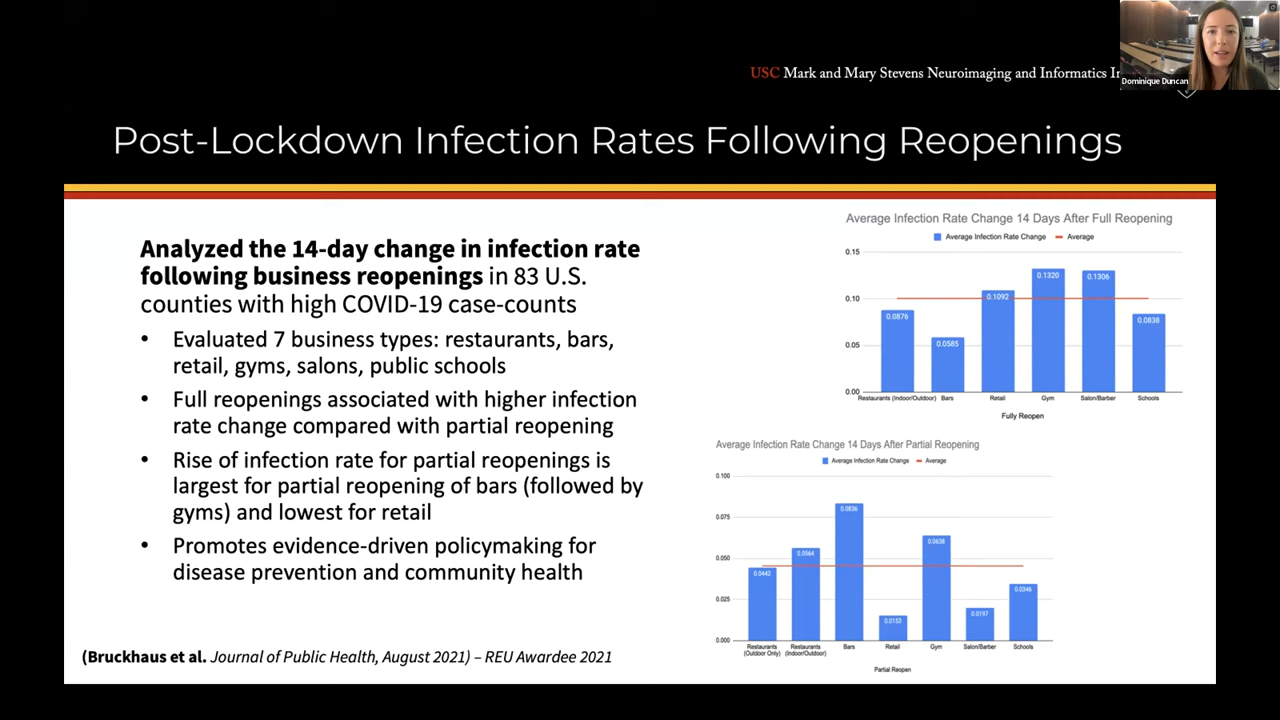 USC Mark and Mary Stevens Neuroimaging and Informatics
Dominique Duncan
Post-Lockdown Infection Rates Following Reopenings
Analyzed the 14-day change in infection rate
following business reopenings in 83 U.S.
counties with high COVID-19 case-counts
• Evaluated 7 business types: restaurants, bars,
retail, gyms, salons, public schools
• Full reopenings associated with higher infection
rate change compared with partial reopening
• Rise of infection rate for partial reopenings is
largest for partial reopening of bars (followed by
gyms) and lowest for retail
• Promotes evidence-driven policymaking for
disease prevention and community health
(Bruckhaus et al. Journal of Public Health, August 2021) – REU Awardee 2021
Average Infection Rate Change 14 Days After Full Reopening
Average Infection Rate Change Average
0.15
0.10
0.05
0.00
0.0876
0.0585
0.1092
0.1320
0.1306
0.0838
Restaurants (Indoor/Outdoor) Bars Retail Gym Salon/Barber Schools
Fully Reopen
Average Infection Rate Change 14 Days After Partial Reopening
Average Infection Rate Change Average
0.100
0.075
0.050
0.025
0.000
0.0442
0.0564
0.0836
0.0153
0.0638
0.0197
0.0346
Restaurants (Outdoor Only)
Restaurants (Indoor/Outdoor)
Bars
Retail
Gym
Salon/Barber
Schools
Partial Reopen